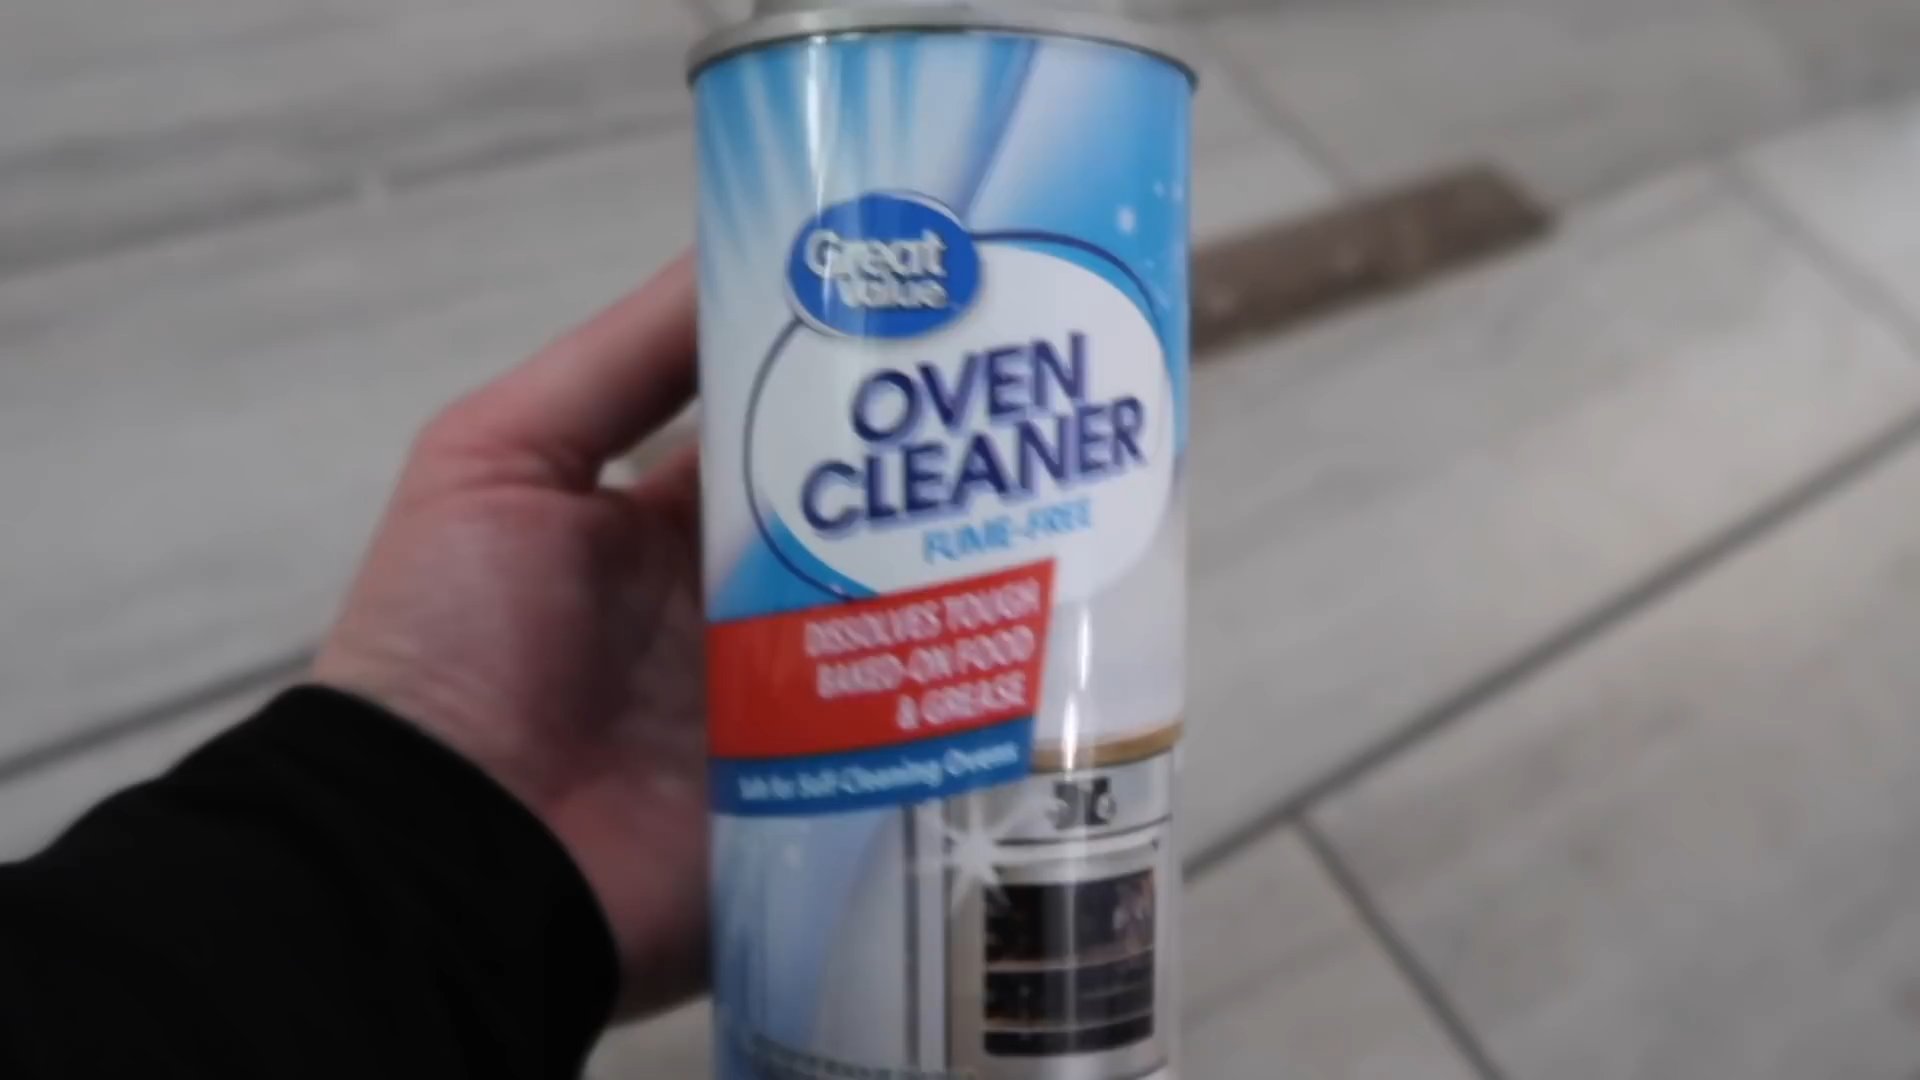 Great
Value
OVEN
CLEANER
FUME-FREE
DISSOLVES TOUGH
BAKED-ON FOOD
& GREASE
Safe for Self-Cleaning Ovens